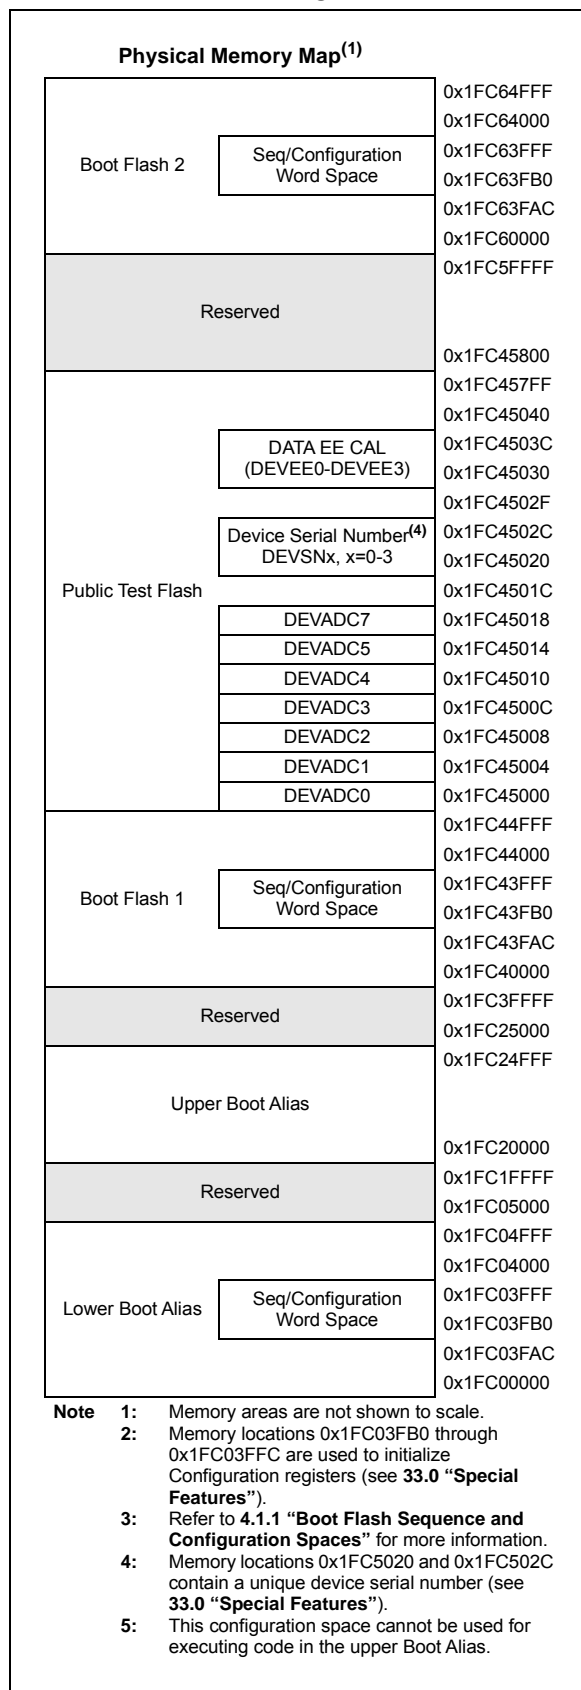 Physical Memory Map(1)
0x1FC64FFF
0x1FC64000
Boot Flash 2
Seq/Configuration
Word Space
0x1FC63FFF
0x1FC63FB0
0x1FC63FAC
0x1FC60000
Reserved
0x1FC5FFFF
0x1FC45800
Public Test Flash
0x1FC457FF
0x1FC45040
DATA EE CAL
(DEVEE0-DEVEE3)
0x1FC4503C
0x1FC45030
0x1FC4502F
Device Serial Number(4)
DEVSNx, x=0-3
0x1FC4502C
0x1FC45020
0x1FC4501C
DEVADC7 0x1FC45018
DEVADC5 0x1FC45014
DEVADC4 0x1FC45010
DEVADC3 0x1FC4500C
DEVADC2 0x1FC45008
DEVADC1 0x1FC45004
DEVADC0 0x1FC45000
0x1FC44FFF
0x1FC44000
Boot Flash 1
Seq/Configuration
Word Space
0x1FC43FFF
0x1FC43FB0
0x1FC43FAC
0x1FC40000
Reserved
0x1FC3FFFF
0x1FC25000
Upper Boot Alias
0x1FC24FFF
0x1FC20000
Reserved
0x1FC1FFFF
0x1FC05000
0x1FC04FFF
0x1FC04000
Lower Boot Alias
Seq/Configuration
Word Space
0x1FC03FFF
0x1FC03FB0
0x1FC03FAC
0x1FC00000
Note 1: Memory areas are not shown to scale.
2: Memory locations 0x1FC03FB0 through
0x1FC03FFC are used to initialize
Configuration registers (see 33.0 “Special
Features”).
3: Refer to 4.1.1 “Boot Flash Sequence and
Configuration Spaces” for more information.
4: Memory locations 0x1FC5020 and 0x1FC502C
contain a unique device serial number (see
33.0 “Special Features”).
5: This configuration space cannot be used for
executing code in the upper Boot Alias.